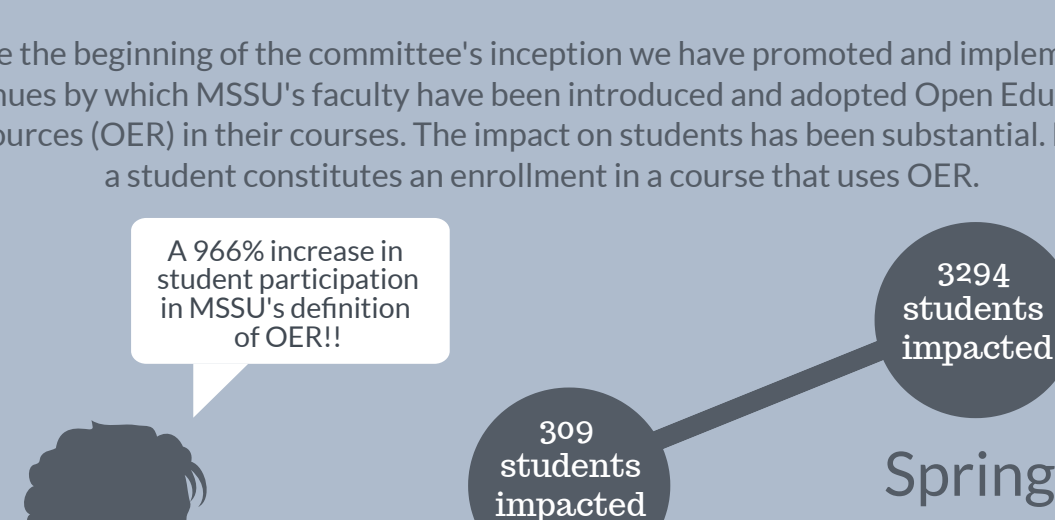 e the beginning of the committee's inception we have promoted and implem
nues by which MSSU's faculty have been introduced and adopted Open Edu
ources (OER) in their courses. The impact on students has been substantial.
a student constitutes an enrollment in a course that uses OER.
A 966% increase in
student participation
in MSSU's definition
of OER!!
3294
students
impacted
309
students
impacted
Spring